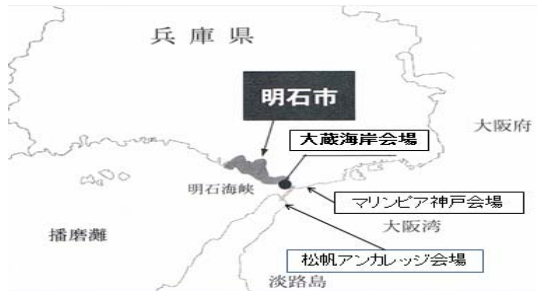 兵庫県
明石市
大蔵海岸会場
大阪府
明石海峡
マリンピア神戸会場
播磨灘
大阪湾
松帆アンカレッジ会場
淡路島